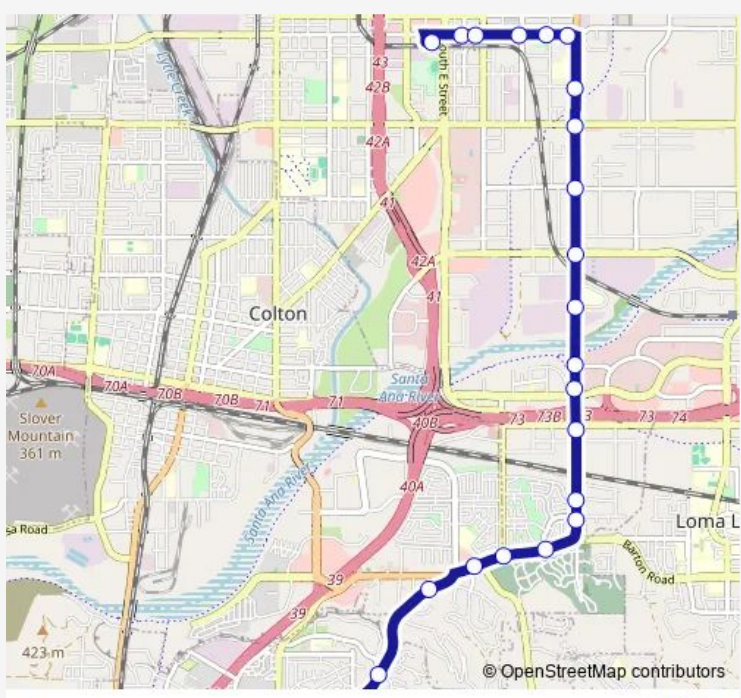 Lytle Creek
43
42B
South E Street
42A
41
42A
41
Colton
Santa
Ana River
70A
70A
70B
70B
71
71
40B
73
73B
73
74
Slover
Mountain
361 m
40A
Santa Ana River
sa Road
Loma L
Barton Road
39
39
423 m
© OpenStreetMap contributors